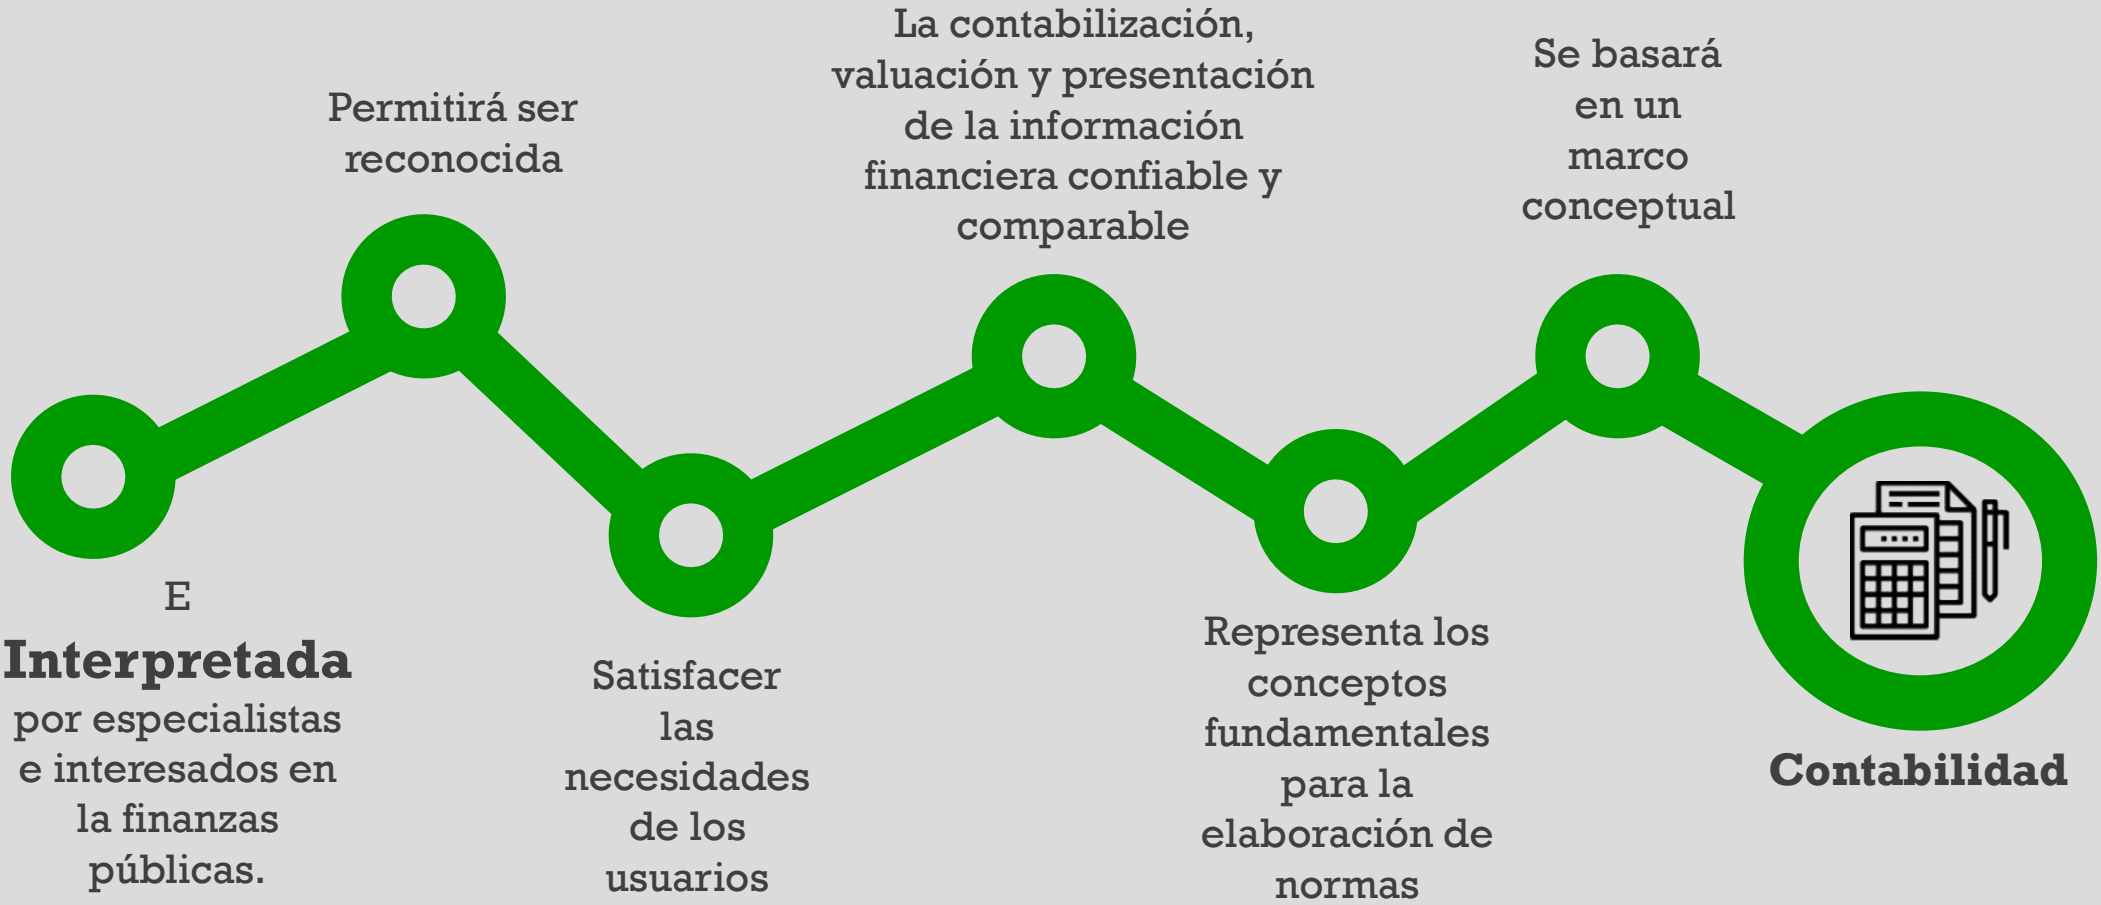 La contabilización,
valuación y presentación
de la información
financiera confiable y
comparable
Se basará
en un
marco
conceptual
Permitirá ser
reconocida
E
Interpretada
por especialistas
e interesados en
la finanzas
públicas.
Satisfacer
las
necesidades
de los
usuarios
Representa los
conceptos
fundamentales
para la
elaboración de
normas
Contabilidad